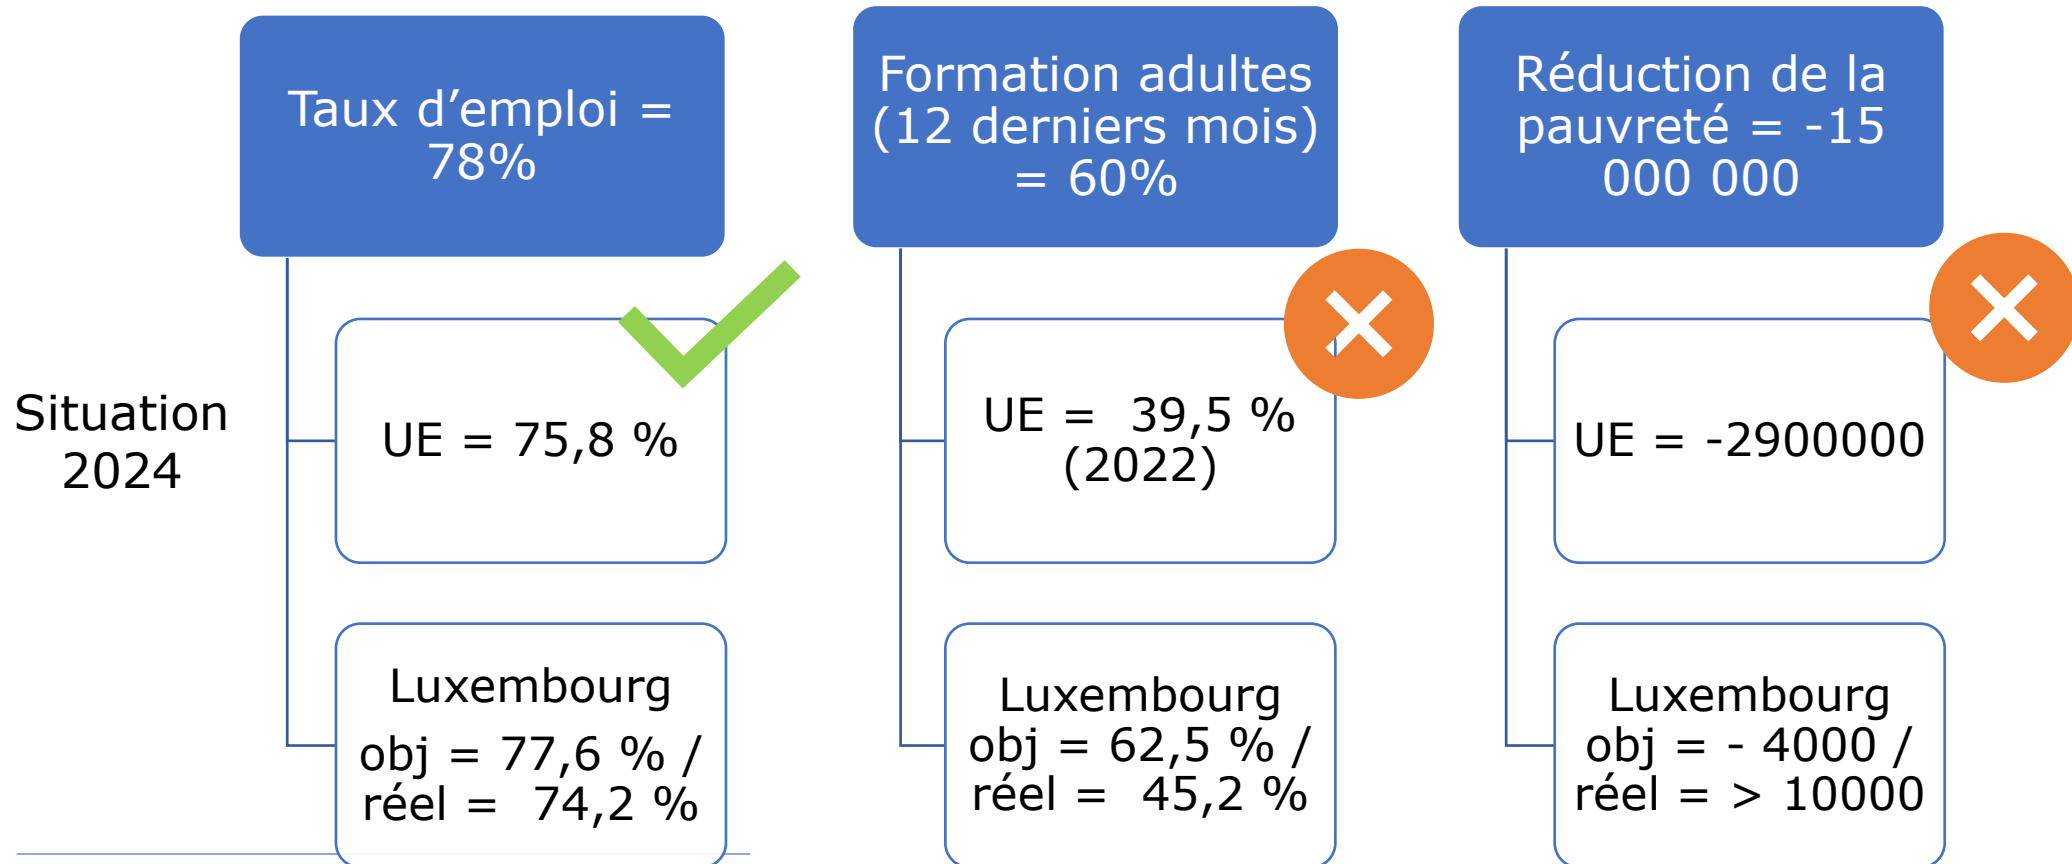 Taux d’emploi =
78%
Formation adultes
(12 derniers mois)
= 60%
Réduction de la
pauvreté = -15
000 000
Situation
2024
UE = 75,8 %
UE =  39,5 %
(2022)
UE = -2900000
Luxembourg
obj = 77,6 % /
réel =  74,2 %
Luxembourg
obj = 62,5 % /
réel =  45,2 %
Luxembourg
obj = - 4000 /
réel = > 10000